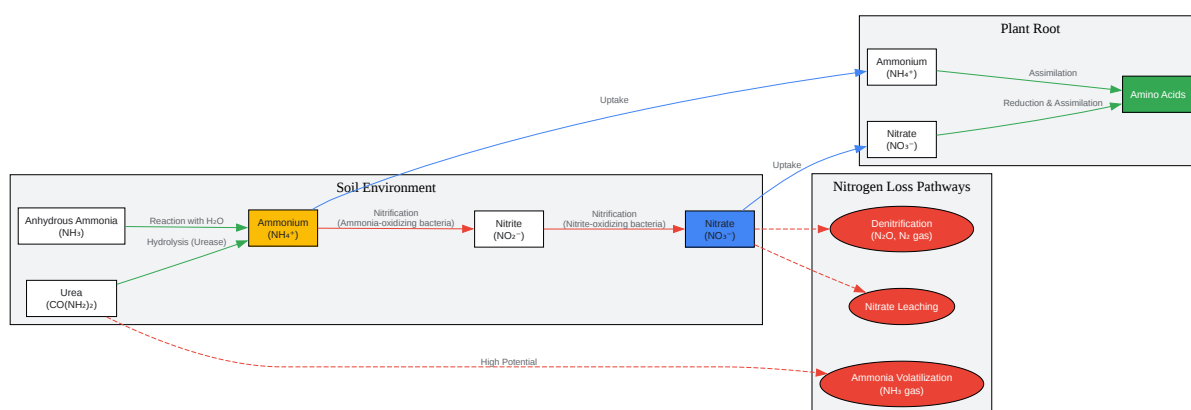 Plant Root
Ammonium
(NH₄⁺)
Assimilation
Amino Acids
Reduction & Assimilation
Nitrate
(NO₃⁻)
Uptake
Uptake
Soil Environment
Anhydrous Ammonia
(NH₃)
Reaction with H₂O
Hydrolysis (Urease)
Ammonium
(NH₄⁺)
Nitrification
(Ammonia-oxidizing bacteria)
Nitrite
(NO₂⁻)
Nitrification
(Nitrite-oxidizing bacteria)
Nitrate
(NO₃⁻)
Urea
(CO(NH₂)₂)
High Potential
Nitrogen Loss Pathways
Denitrification
(N₂O, N₂ gas)
Nitrate Leaching
Ammonia Volatilization
(NH₃ gas)